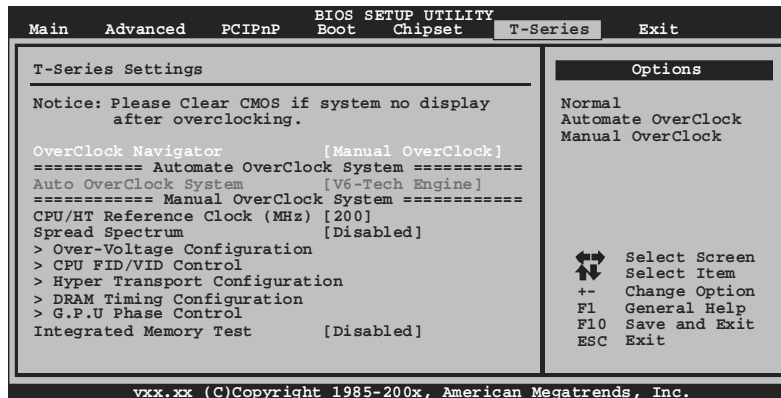 BIOS SETUP UTILITY
Main Advanced PCIPnP Boot Chipset T-Series Exit
T-Series Settings
Notice: Please Clear CMOS if system no display
after overclocking.
OverClock Navigator [Manual OverClock]
=========== Automate OverClock System ===========
Auto OverClock System [V6-Tech Engine]
============ Manual OverClock System ============
CPU/HT Reference Clock (MHz) [200]
Spread Spectrum [Disabled]
> Over-Voltage Configuration
> CPU FID/VID Control
> Hyper Transport Configuration
> DRAM Timing Configuration
> G.P.U Phase Control
Integrated Memory Test [Disabled]
Options
Normal
Automate OverClock
Manual OverClock
Select Screen
Select Item
+- Change Option
F1 General Help
F10 Save and Exit
ESC Exit
vxx.xx (C)Copyright 1985-200x, American Megatrends, Inc.